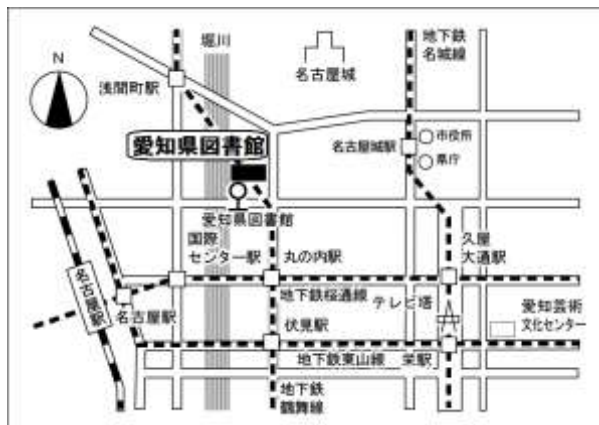 堀川
地下鉄
名城線
N
名古屋城
浅間町駅
愛知県図書館
名古屋城駅
市役所
県庁
愛知県図書館
国際
センター駅
丸の内駅
久屋
大通駅
名古屋駅
名古屋駅
地下鉄桜通線
テレビ塔
愛知芸術
文化センター
伏見駅
地下鉄東山線
栄駅
地下鉄
鶴舞線